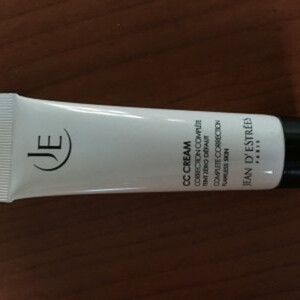 JE
CC CREAM
CORRECTION COMPLÈTE
TEINT ZÉRO DÉFAUT
COMPLETE CORRECTION
FLAWLESS SKIN
JEAN D'ESTRÉES
PARIS